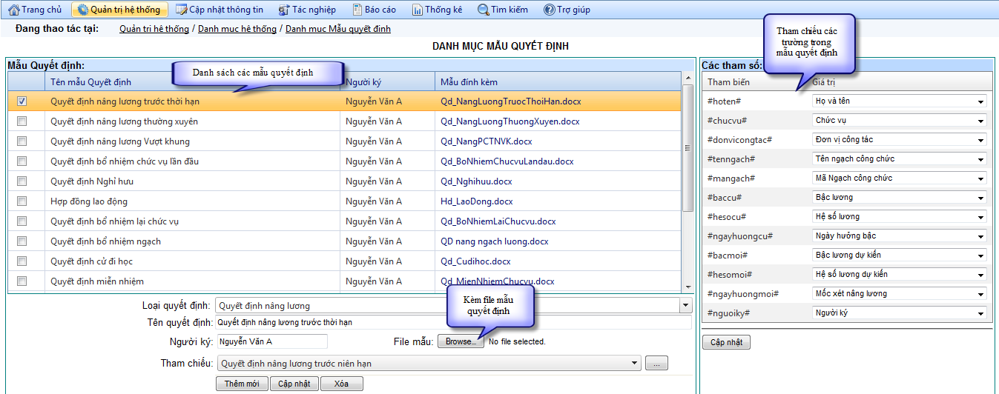 Trang chủ Quản trị hệ thống Cập nhật thông tin Tác nghiệp Báo cáo Thống kê Tìm kiếm Trợ giúp
Đang thao tác tại: Quản trị hệ thống / Danh mục hệ thống / Danh mục Mẫu quyết định
DANH MỤC MẪU QUYẾT ĐỊNH
Tham chiếu các
trường trong
mẫu quyết định
Mẫu Quyết định:
Danh sách các mẫu quyết định
Tên mẫu Quyết định Người ký Mẫu đính kèm
Quyết định nâng lương trước thời hạn Nguyễn Văn A Qd_NangLuongTruocThoiHan.docx
Quyết định nâng lương thường xuyên Nguyễn Văn A Qd_NangLuongThuongXuyen.docx
Quyết định nâng lương Vượt khung Nguyễn Văn A Qd_NangPCTNVK.docx
Quyết định bổ nhiệm chức vụ lần đầu Nguyễn Văn A Qd_BoNhiemChucvuLandau.docx
Quyết định Nghỉ hưu Nguyễn Văn A Qd_Nghihuu.docx
Hợp đồng lao động Nguyễn Văn A Hd_LaoDong.docx
Quyết định bổ nhiệm lại chức vụ Nguyễn Văn A Qd_BoNhiemLaiChucvu.docx
Quyết định bổ nhiệm ngạch Nguyễn Văn A QD nang ngach luong.docx
Quyết định cử đi học Nguyễn Văn A Qd_Cudihoc.docx
Quyết định miễn nhiệm Nguyễn Văn A Qd_MienNhiemChucvu.docx
Kèm file mẫu
quyết định
Loại quyết định: Quyết định nâng lương
Tên quyết định: Quyết định nâng lương trước thời hạn
Người ký: Nguyễn Văn A File mẫu: Browse... No file selected.
Tham chiếu: Quyết định nâng lương trước niên hạn ...
Thêm mới Cập nhật Xóa
Các tham số:
Tham biến Giá trị
#hoten# Họ và tên
#chucvu# Chức vụ
#donvicongtac# Đơn vị công tác
#tenngach# Tên ngạch công chức
#mangach# Mã Ngạch công chức
#baccu# Bậc lương
#hesocu# Hệ số lương
#ngayhuongcu# Ngày hưởng bậc
#bacmoi# Bậc lương dự kiến
#hesomoi# Hệ số lương dự kiến
#ngayhuongmoi# Mốc xét nâng lương
#nguoiky# Người ký
Cập nhật